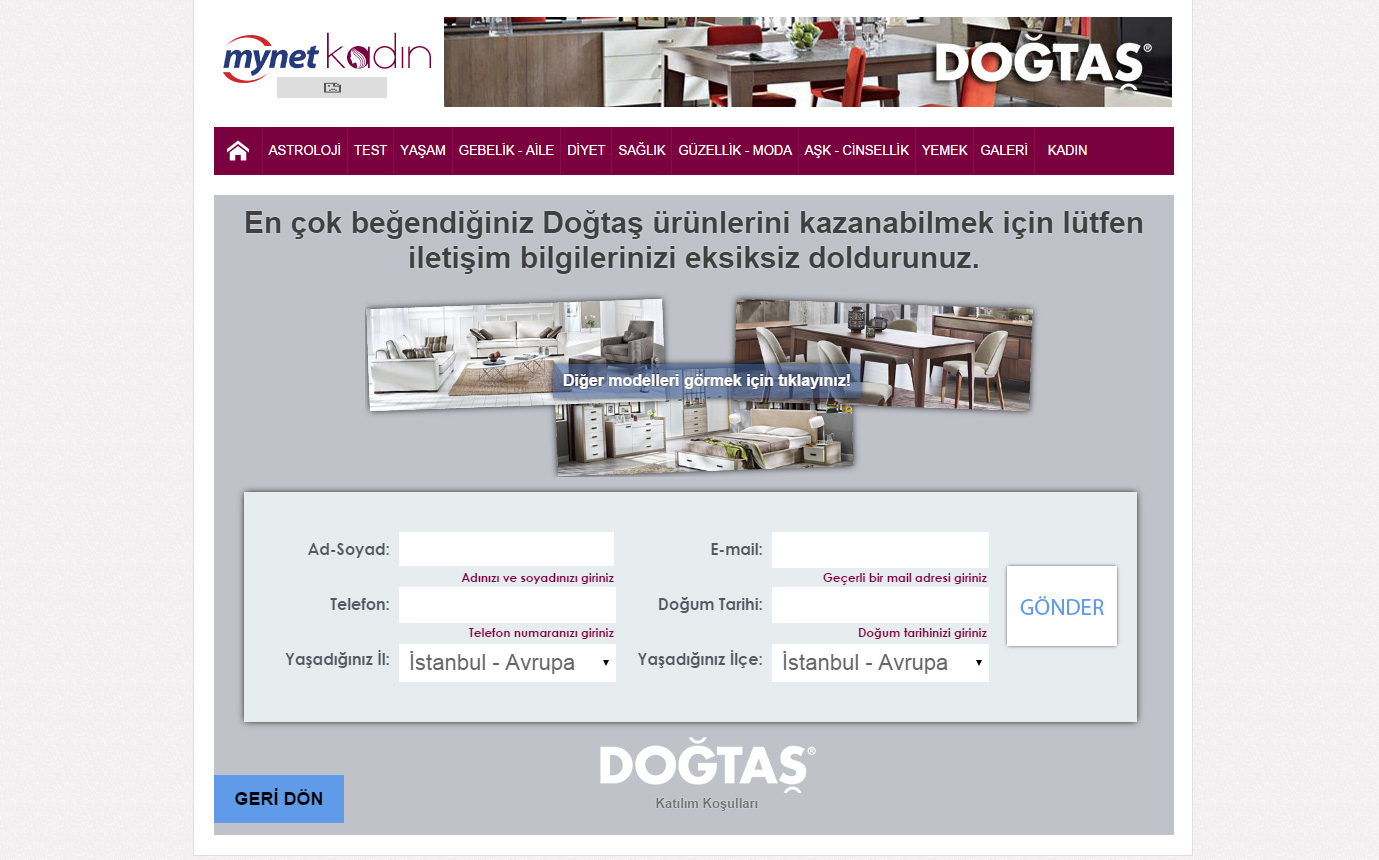 mynet kadın
DOĞTAŞ®
ASTROLOJİ TEST YAŞAM GEBELİK - AİLE DİYET SAĞLIK GÜZELLİK - MODA AŞK - CİNSELLİK YEMEK GALERİ KADIN
En çok beğendiğiniz Doğtaş ürünlerini kazanabilmek için lütfen
iletişim bilgilerinizi eksiksiz doldurunuz.
Diğer modelleri görmek için tıklayınız!
Ad-Soyad: E-mail:
Adınızı ve soyadınızı giriniz Geçerli bir mail adresi giriniz
Telefon: Doğum Tarihi: GÖNDER
Telefon numaranızı giriniz Doğum tarihinizi giriniz
Yaşadığınız İl: İstanbul - Avrupa Yaşadığınız İlçe: İstanbul - Avrupa
DOĞTAŞ®
GERİ DÖN
Katılım Koşulları